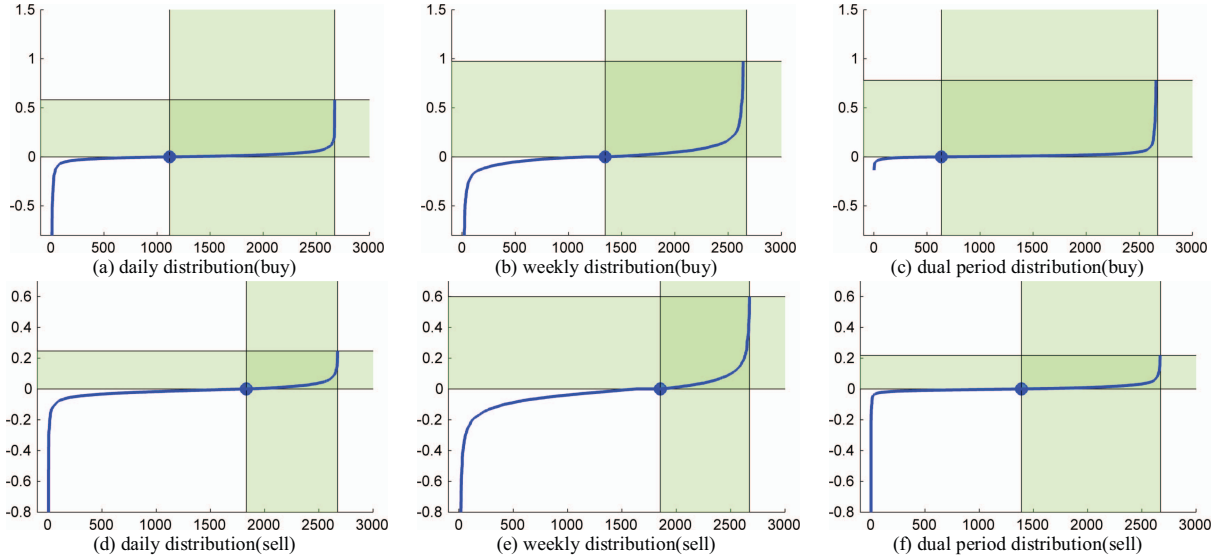 1.5 1.5 1.5
1 1 1
0.5 0.5 0.5
0 0 0
-0.5 -0.5 -0.5
0 500 1000 1500 2000 2500 3000 0 500 1000 1500 2000 2500 3000 0 500 1000 1500 2000 2500 3000
(a) daily distribution(buy) (b) weekly distribution(buy) (c) dual period distribution(buy)
0.6 0.6 0.6
0.4 0.4 0.4
0.2 0.2 0.2
0 0 0
-0.2 -0.2 -0.2
-0.4 -0.4 -0.4
-0.6 -0.6 -0.6
-0.8 -0.8 -0.8
0 500 1000 1500 2000 2500 3000 0 500 1000 1500 2000 2500 3000 0 500 1000 1500 2000 2500 3000
(d) daily distribution(sell) (e) weekly distribution(sell) (f) dual period distribution(sell)